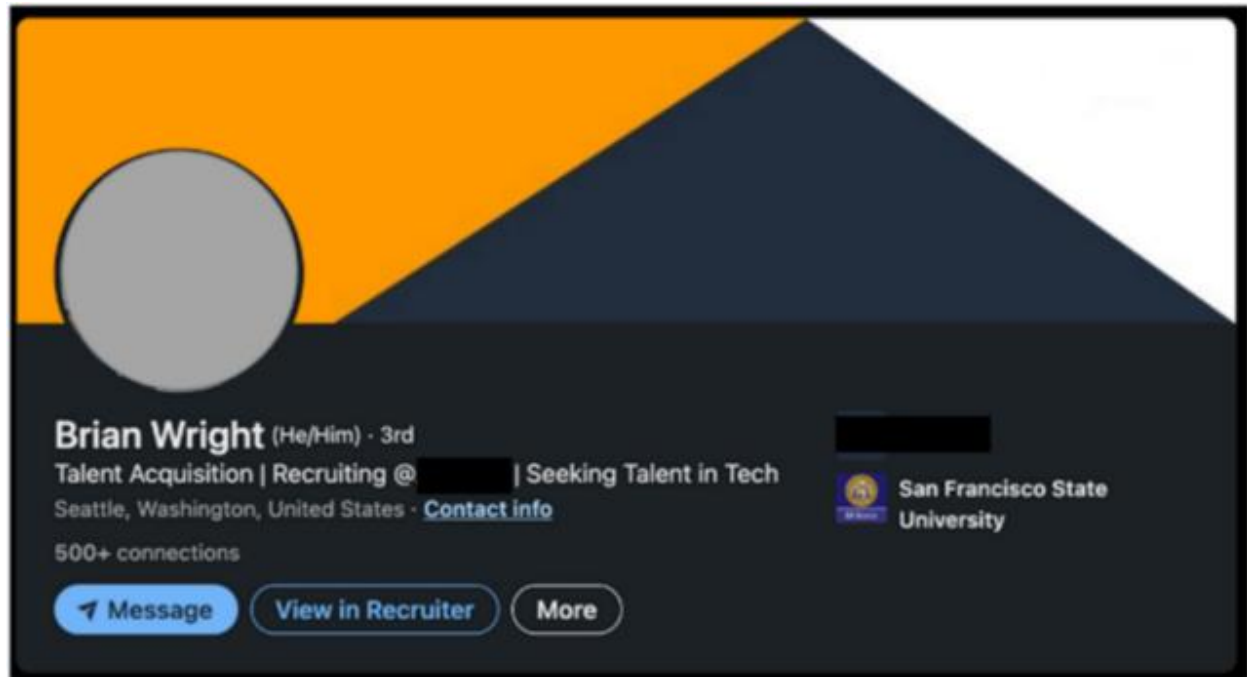 Brian Wright (He/Him) · 3rd
Talent Acquisition | Recruiting @ | Seeking Talent in Tech
Seattle, Washington, United States · Contact info
500+ connections
Message
View in Recruiter
More
San Francisco State
University